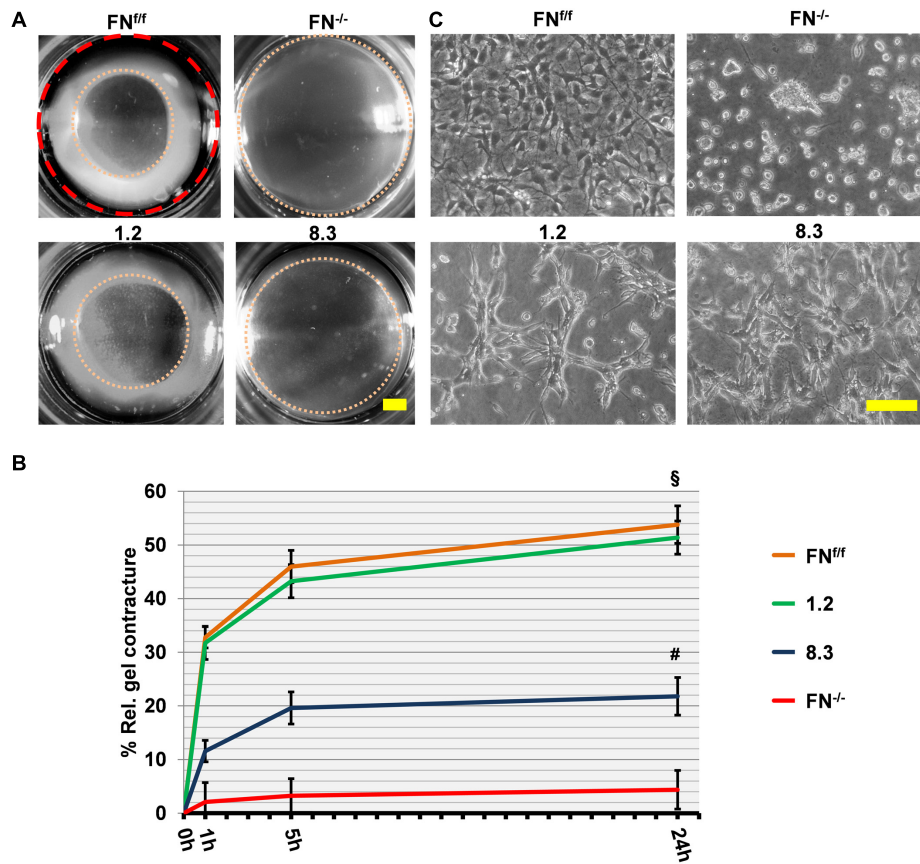 A
FNf/f
FN-/-
C
FNf/f
FN-/-
1.2
8.3
1.2
8.3
B
% Rel. gel contracture
60
50
40
30
20
10
0
0h
1h
5h
24h
§
#
FNf/f
1.2
8.3
FN-/-